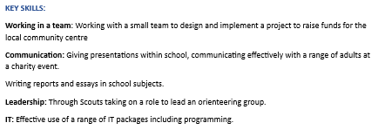 KEY SKILLS:
Working in a team: Working with a small team to design and implement a project to raise funds for the
local community centre
Communication: Giving presentations within school, communicating effectively with a range of adults at
a charity event.
Writing reports and essays in school subjects.
Leadership: Through Scouts taking on a role to lead an orienteering group.
IT: Effective use of a range of IT packages including programming.